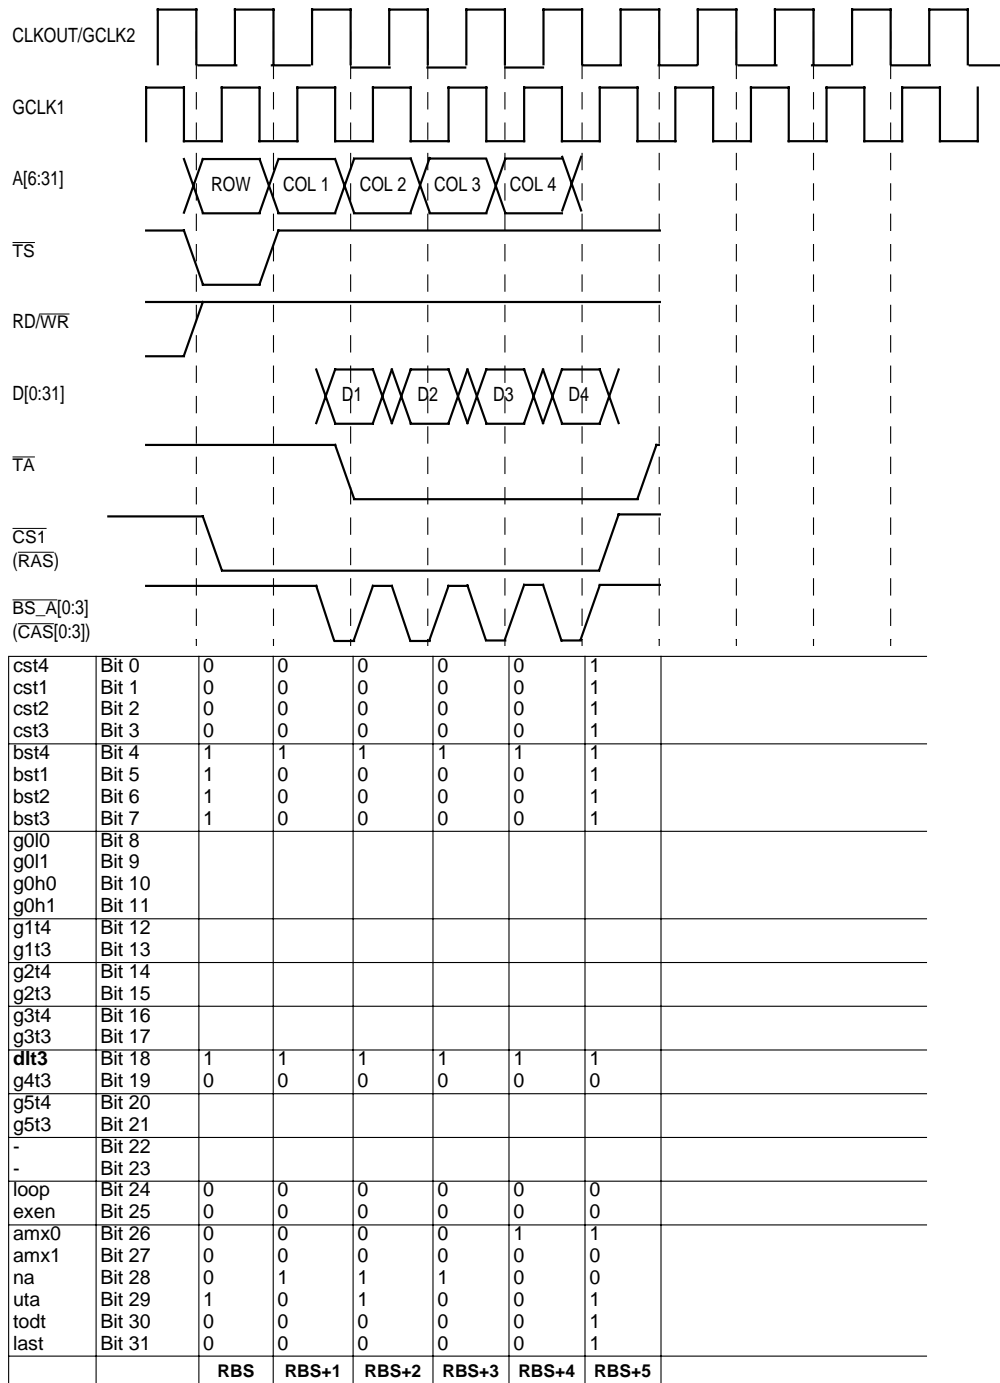 CLKOUT/GCLK2
GCLK1
A[6:31] ROW COL 1 COL 2 COL 3 COL 4
TS
RD/WR
D[0:31] D1 D2 D3 D4
TA
CS1
(RAS)
BS_A[0:3]
(CAS[0:3])
cst4 Bit 0 0 0 0 0 0 1
cst1 Bit 1 0 0 0 0 0 1
cst2 Bit 2 0 0 0 0 0 1
cst3 Bit 3 0 0 0 0 0 1
bst4 Bit 4 1 1 1 1 1 1
bst1 Bit 5 1 0 0 0 0 1
bst2 Bit 6 1 0 0 0 0 1
bst3 Bit 7 1 0 0 0 0 1
g0l0 Bit 8
g0l1 Bit 9
g0h0 Bit 10
g0h1 Bit 11
g1t4 Bit 12
g1t3 Bit 13
g2t4 Bit 14
g2t3 Bit 15
g3t4 Bit 16
g3t3 Bit 17
dlt3 Bit 18 1 1 1 1 1 1
g4t3 Bit 19 0 0 0 0 0 0
g5t4 Bit 20
g5t3 Bit 21
- Bit 22
- Bit 23
loop Bit 24 0 0 0 0 0 0
exen Bit 25 0 0 0 0 0 0
amx0 Bit 26 0 0 0 0 1 1
amx1 Bit 27 0 0 0 0 0 0
na Bit 28 0 1 1 1 0 0
uta Bit 29 1 0 1 0 0 1
todt Bit 30 0 0 0 0 0 1
last Bit 31 0 0 0 0 0 1
RBS RBS+1 RBS+2 RBS+3 RBS+4 RBS+5